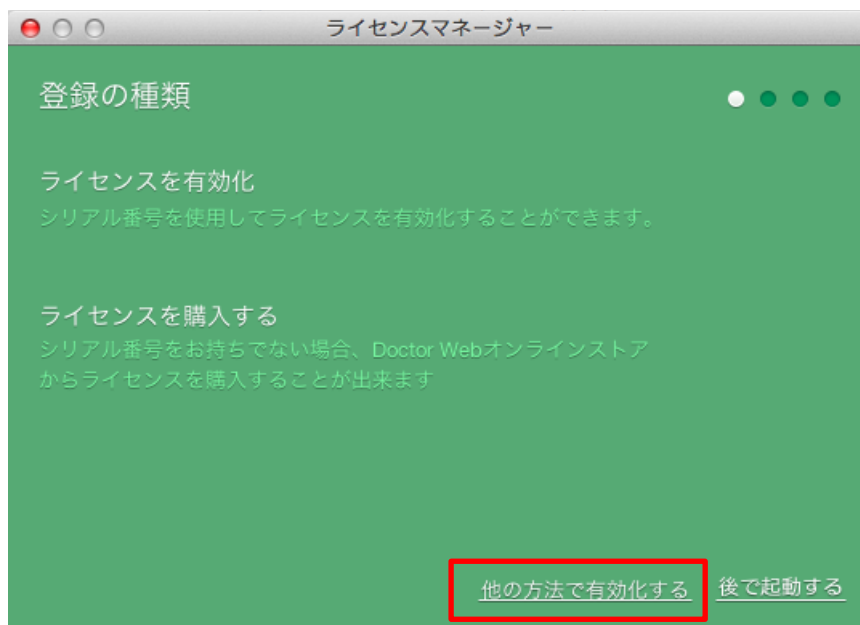 ライセンスマネージャー
登録の種類
ライセンスを有効化
シリアル番号を使用してライセンスを有効化することができます。
ライセンスを購入する
シリアル番号をお持ちでない場合、Doctor Webオンラインストア
からライセンスを購入することが出来ます
他の方法で有効化する 後で起動する